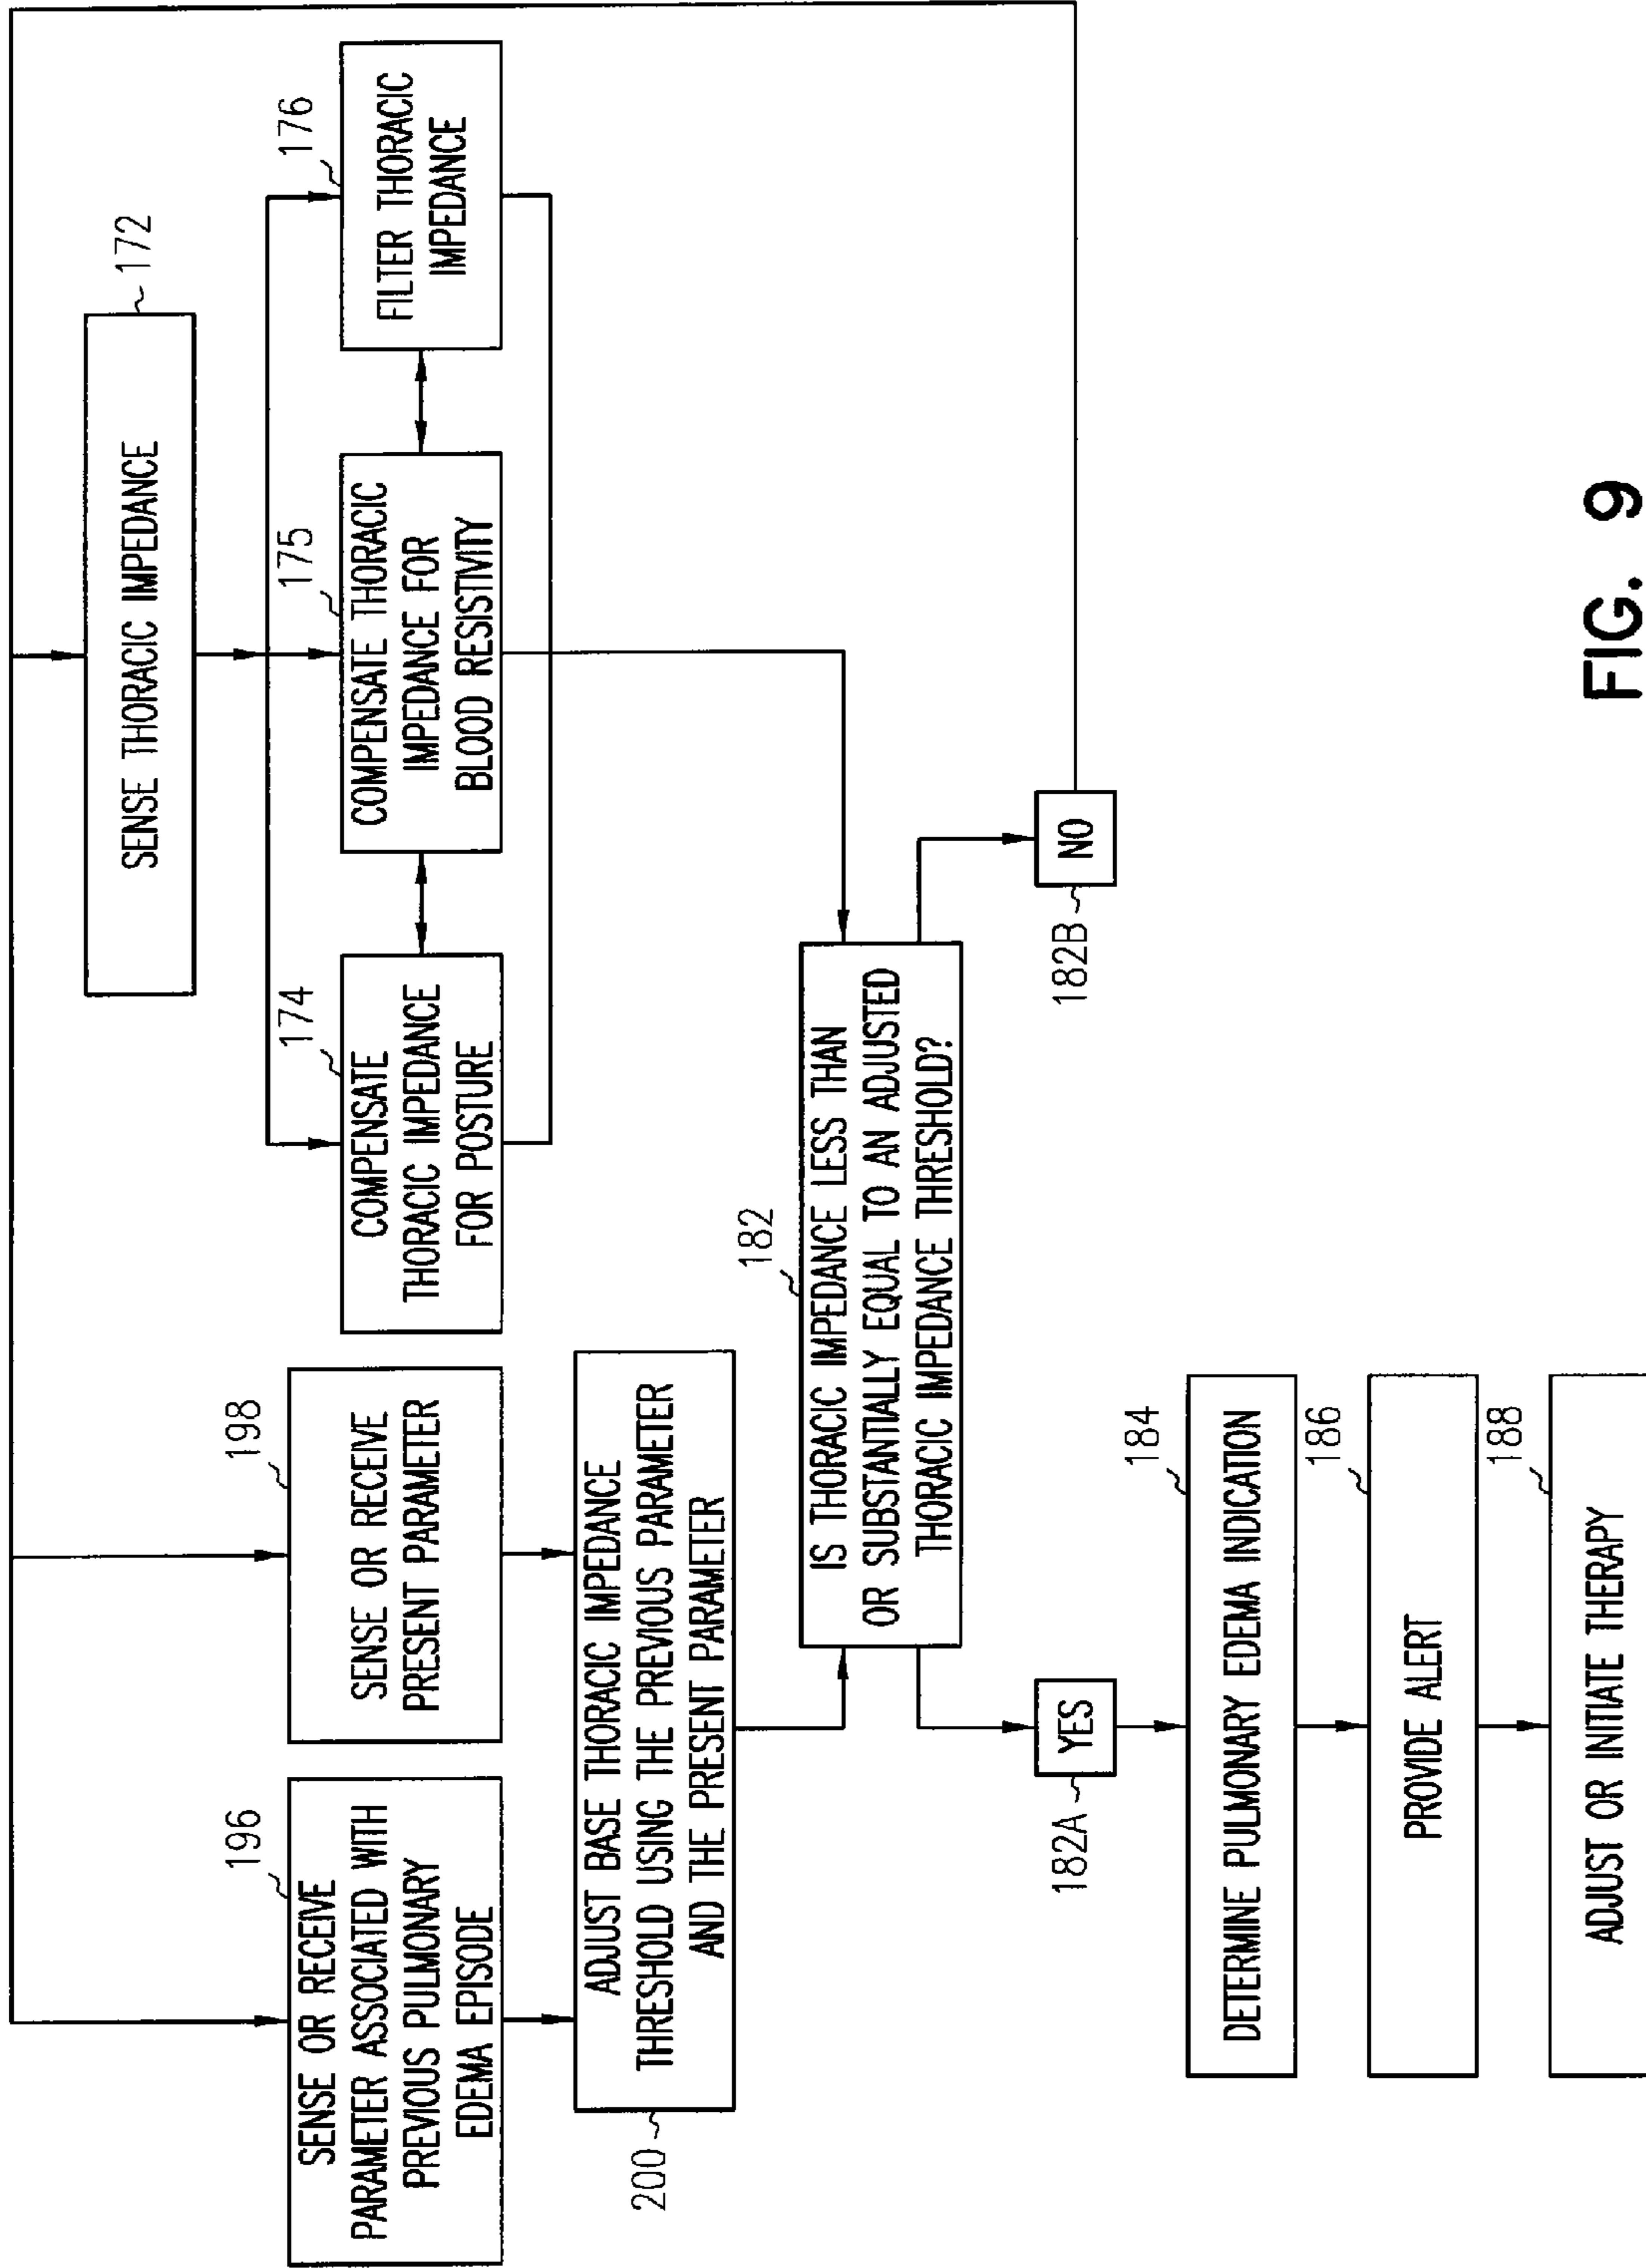 SENSE THORACIC IMPEDANCE
172
196
SENSE OR RECEIVE
PARAMETER ASSOCIATED WITH
PREVIOUS PULMONARY
EDEMA EPISODE
198
SENSE OR RECEIVE
PRESENT PARAMETER
174
COMPENSATE
THORACIC IMPEDANCE
FOR POSTURE
175
COMPENSATE THORACIC
IMPEDANCE FOR
BLOOD RESISTIVITY
176
FILTER THORACIC
IMPEDANCE
200
ADJUST BASE THORACIC IMPEDANCE
THRESHOLD USING THE PREVIOUS PARAMETER
AND THE PRESENT PARAMETER
182
IS THORACIC IMPEDANCE LESS THAN
OR SUBSTANTIALLY EQUAL TO AN ADJUSTED
THORACIC IMPEDANCE THRESHOLD?
182A
YES
182B
NO
184
DETERMINE PULMONARY EDEMA INDICATION
186
PROVIDE ALERT
188
ADJUST OR INITIATE THERAPY
FIG. 9